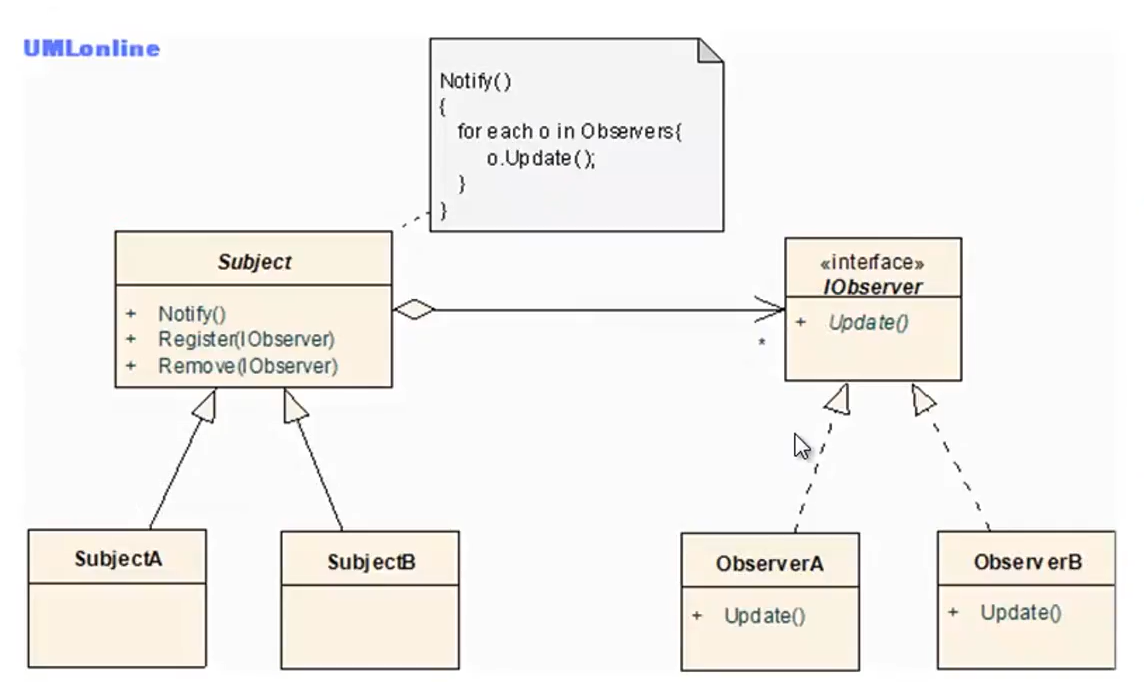 UMLonline
Notify()
{
for each o in Observers{
o.Update();
}
}
Subject
+ Notify()
+ Register(IObserver)
+ Remove(IObserver)
«interface»
IObserver
+ Update()
*
SubjectA
SubjectB
ObserverA
+ Update()
ObserverB
+ Update()